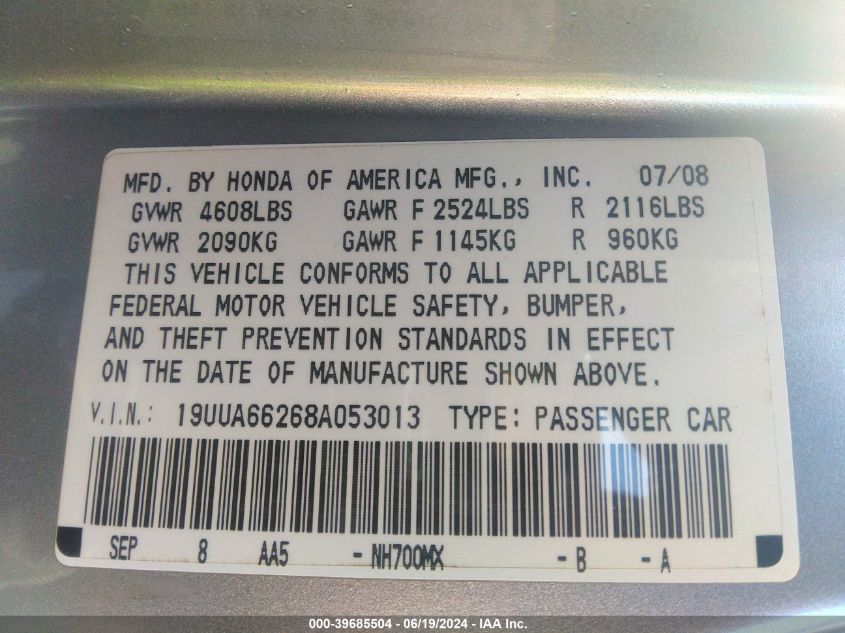 MFD. BY HONDA OF AMERICA MFG., INC. 07/08
GVWR 4608LBS GAWR F 2524LBS R 2116LBS
GVWR 2090KG GAWR F 1145KG R 960KG
THIS VEHICLE CONFORMS TO ALL APPLICABLE
FEDERAL MOTOR VEHICLE SAFETY, BUMPER,
AND THEFT PREVENTION STANDARDS IN EFFECT
ON THE DATE OF MANUFACTURE SHOWN ABOVE.
V.I.N.: 19UUA66268A053013 TYPE: PASSENGER CAR
SEP 8 AA5 - NH700MX - B - A
000-39685504 - 06/19/2024 - IAA Inc.